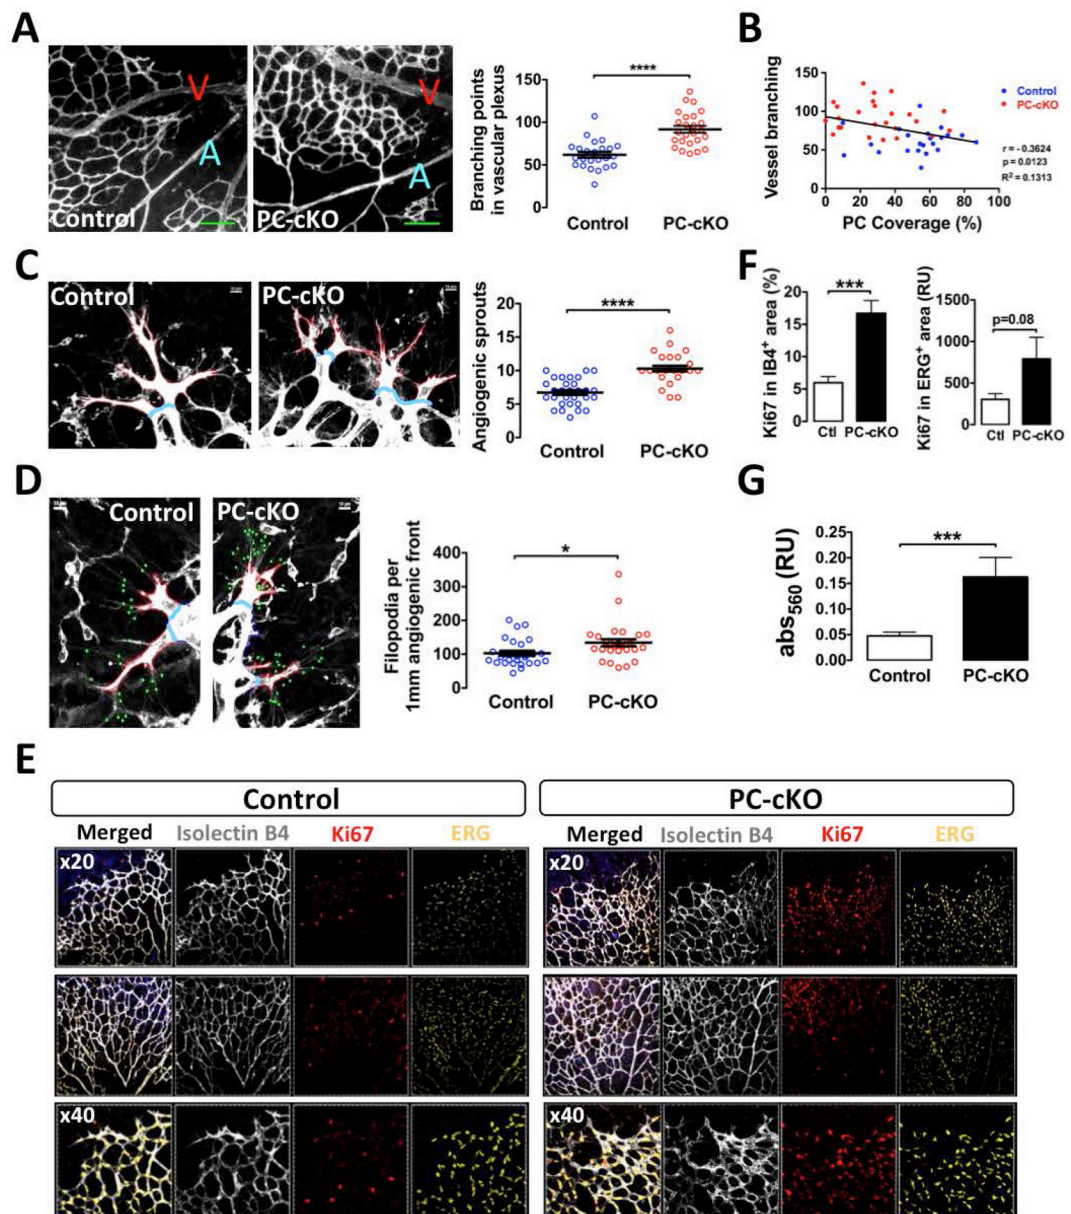 A
V
A
Control
V
A
PC-cKO
Branching points
in vascular plexus
150
100
50
0
****
Control
PC-cKO
B
Vessel branching
150
100
50
0
0
20
40
60
80
100
PC Coverage (%)
Control
PC-cKO
r = - 0.3624
p = 0.0123
R² = 0.1313
C
Control
PC-cKO
Angiogenic sprouts
20
15
10
5
0
****
Control
PC-cKO
F
Ki67 in IB4⁺ area (%)
20
15
10
5
0
***
Ctl
PC-cKO
Ki67 in ERG⁺ area (RU)
1500
1000
500
0
p=0.08
Ctl
PC-cKO
D
Control
PC-cKO
Filopodia per
1mm angiogenic front
400
300
200
100
0
*
Control
PC-cKO
G
abs₅₆₀ (RU)
0.25
0.20
0.15
0.10
0.05
0.00
***
Control
PC-cKO
E
Control
Merged Isolectin B4 Ki67 ERG
x20
x40
PC-cKO
Merged Isolectin B4 Ki67 ERG
x20
x40